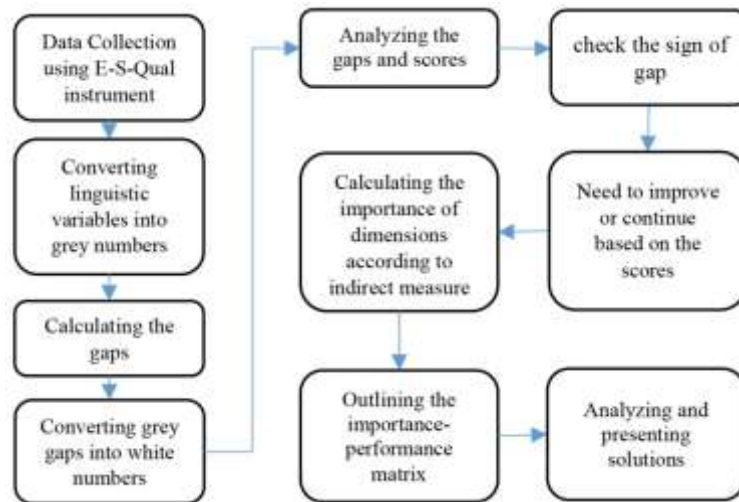 Data Collection
using E-S-Qual
instrument
Converting
linguistic
variables into
grey numbers
Calculating the
gaps
Converting grey
gaps into white
numbers
Analyzing the
gaps and scores
check the sign of
gap
Need to improve
or continue
based on the
scores
Calculating the
importance of
dimensions
according to
indirect measure
Outlining the
importance-
performance
matrix
Analyzing and
presenting
solutions